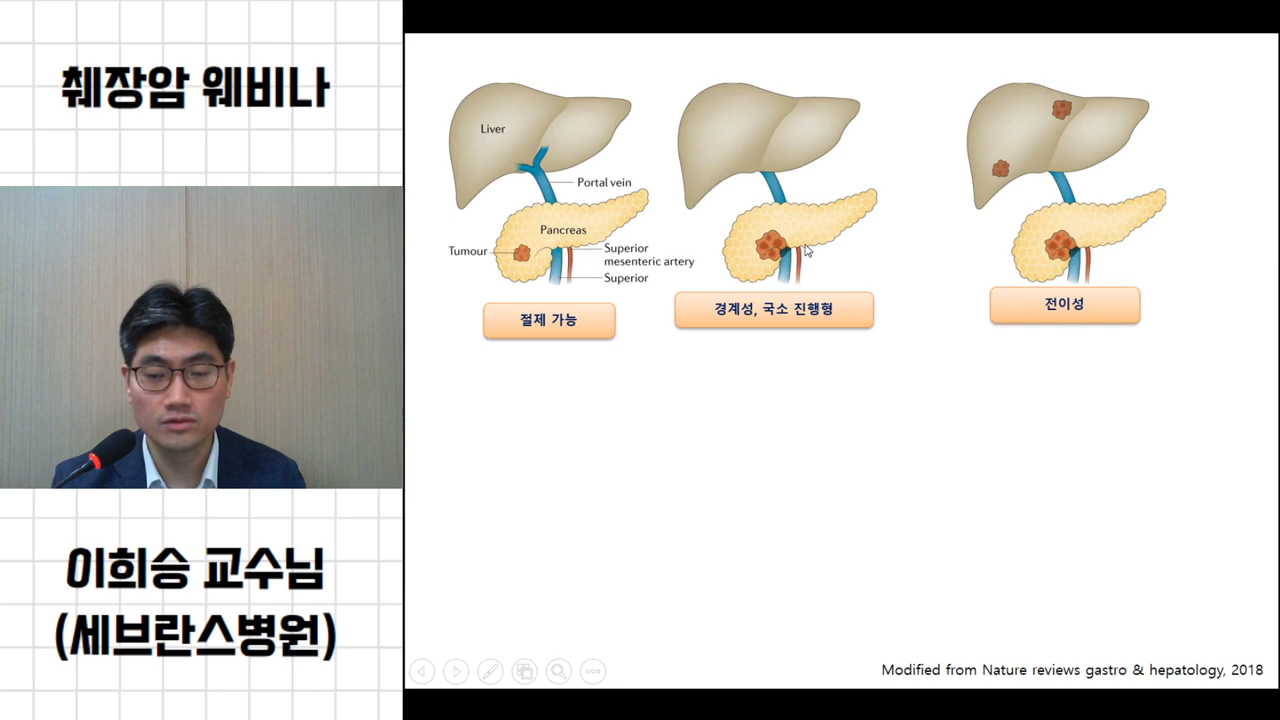 췌장암 웨비나
이희승 교수님
(세브란스병원)
Liver
Portal vein
Pancreas
Tumour
Superior
mesenteric artery
Superior
절제 가능
경계성, 국소 진행형
전이성
Modified from Nature reviews gastro & hepatology, 2018